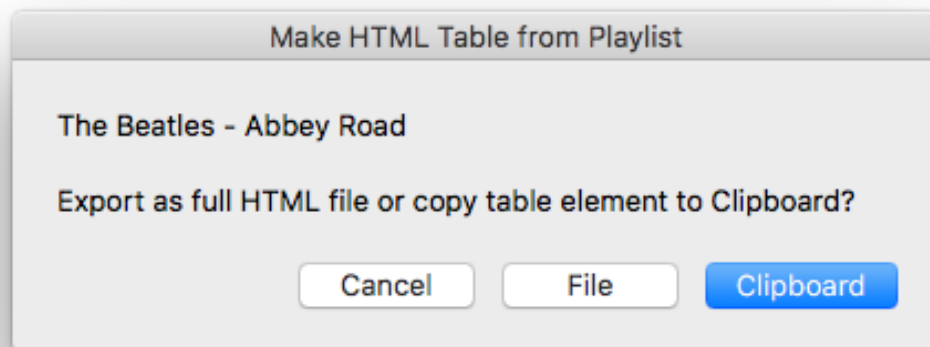 Make HTML Table from Playlist
The Beatles - Abbey Road
Export as full HTML file or copy table element to Clipboard?
Cancel File Clipboard